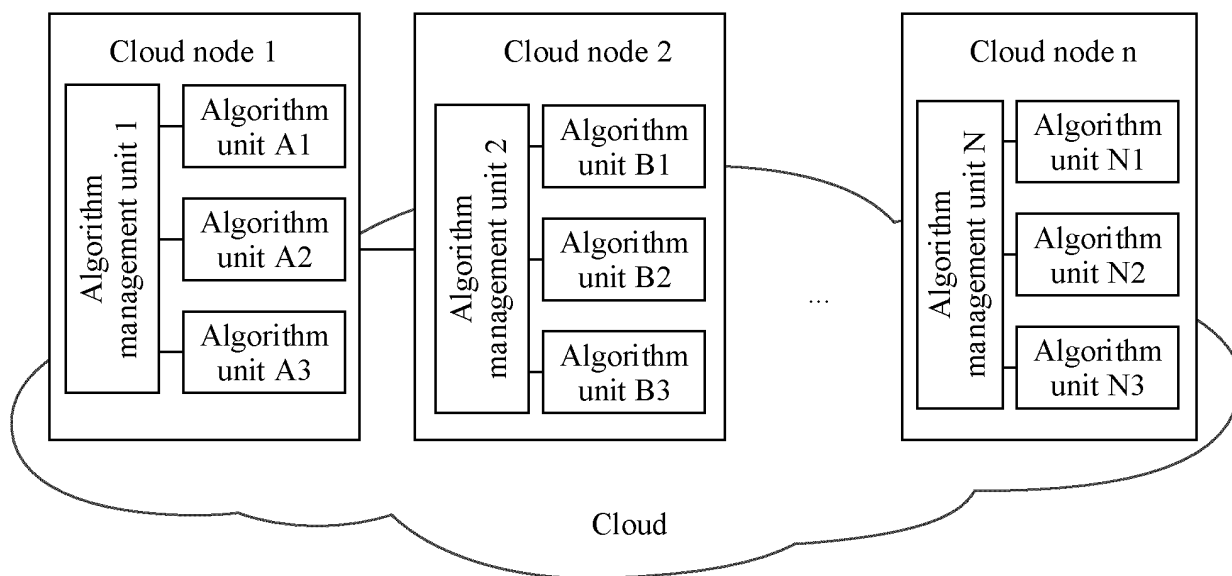 Cloud node 1
Algorithm
management unit 1
Algorithm
unit A1
Algorithm
unit A2
Algorithm
unit A3
Cloud node 2
Algorithm
management unit 2
Algorithm
unit B1
Algorithm
unit B2
Algorithm
unit B3
...
Cloud node n
Algorithm
management unit N
Algorithm
unit N1
Algorithm
unit N2
Algorithm
unit N3
Cloud